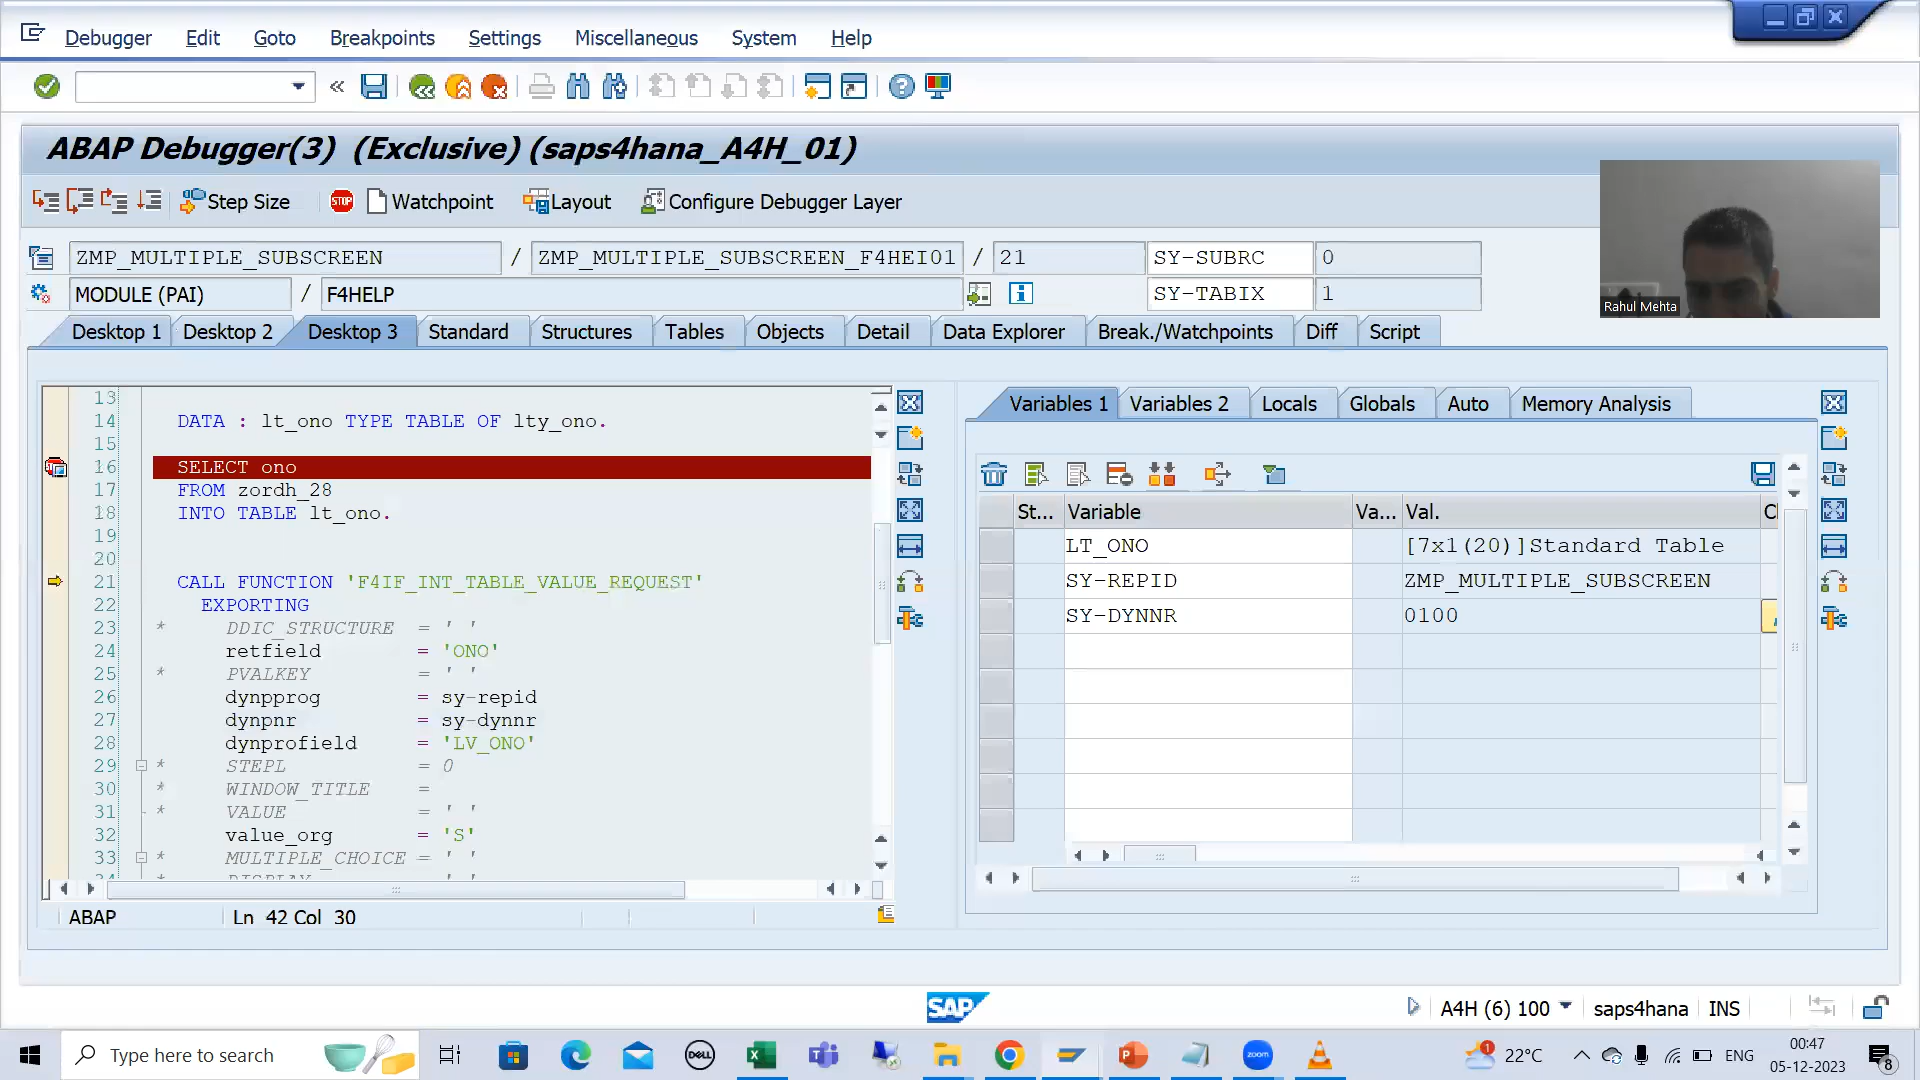 Debugger Edit Goto Breakpoints Settings Miscellaneous System Help
ABAP Debugger(3) (Exclusive) (saps4hana_A4H_01)
Step Size STOP Watchpoint Layout Configure Debugger Layer
ZMP_MULTIPLE_SUBSCREEN / ZMP_MULTIPLE_SUBSCREEN_F4HEI01 / 21 SY-SUBRC 0
MODULE (PAI) / F4HELP SY-TABIX 1
Rahul Mehta
Desktop 1 Desktop 2 Desktop 3 Standard Structures Tables Objects Detail Data Explorer Break./Watchpoints Diff Script
13
14 DATA : lt_ono TYPE TABLE OF lty_ono.
15
16 SELECT ono
17 FROM zordh_28
18 INTO TABLE lt_ono.
19
20
21 CALL FUNCTION 'F4IF_INT_TABLE_VALUE_REQUEST'
22 EXPORTING
23 * DDIC_STRUCTURE = ' '
24 retfield = 'ONO'
25 * PVALKEY = ' '
26 dynpprog = sy-repid
27 dynpnr = sy-dynnr
28 dynprofield = 'LV_ONO'
29 * STEPL = 0
30 * WINDOW_TITLE =
31 * VALUE = ' '
32 value_org = 'S'
33 * MULTIPLE_CHOICE = ' '
ABAP Ln 42 Col 30
Variables 1 Variables 2 Locals Globals Auto Memory Analysis
St... Variable Va... Val. C
LT_ONO [7x1(20)]Standard Table
SY-REPID ZMP_MULTIPLE_SUBSCREEN
SY-DYNNR 0100
SAP A4H (6) 100 saps4hana INS
Type here to search DELL zoom 1 22°C ENG 00:47
05-12-2023 8